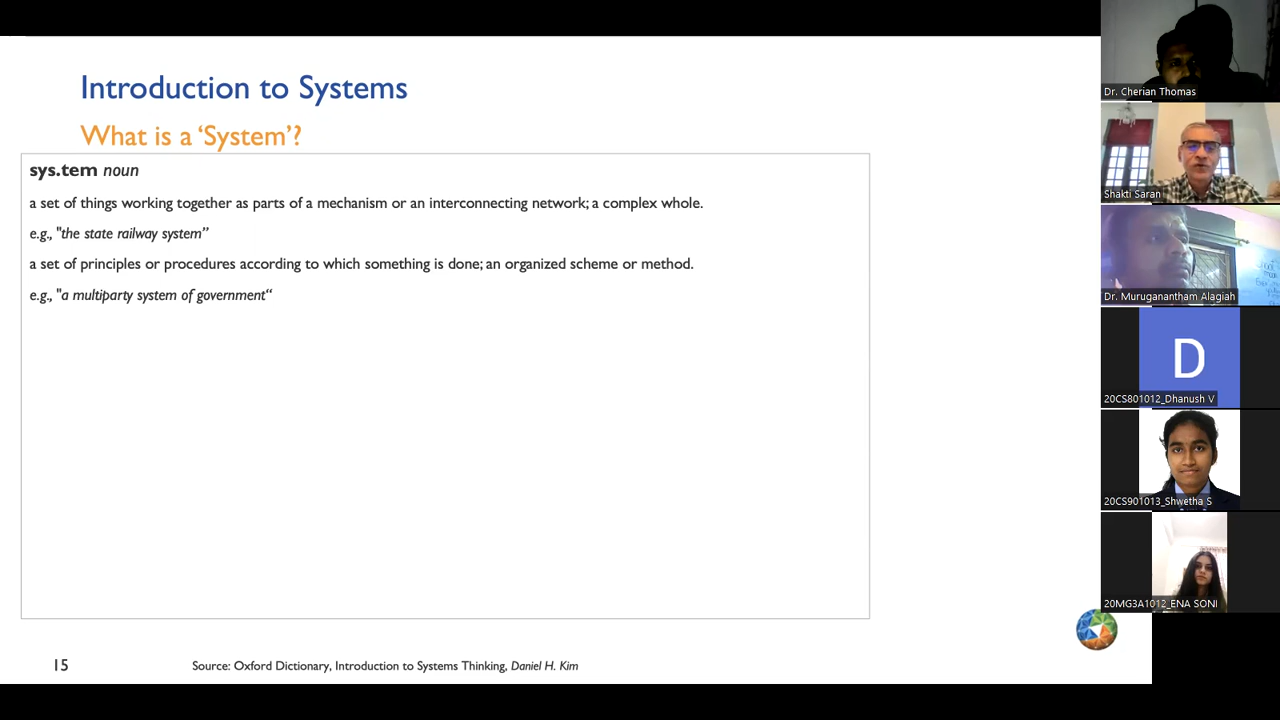 Introduction to Systems
What is a ‘System’?
sys.tem noun
a set of things working together as parts of a mechanism or an interconnecting network; a complex whole.
e.g., "the state railway system”
a set of principles or procedures according to which something is done; an organized scheme or method.
e.g., "a multiparty system of government“
15
Source: Oxford Dictionary, Introduction to Systems Thinking, Daniel H. Kim
Dr. Cherian Thomas
Shakti Saran
Dr. Muruganantham Alagiah
D
20CS801012_Dhanush V
20CS901013_Shwetha S
20MG3A1012_ENA SONI